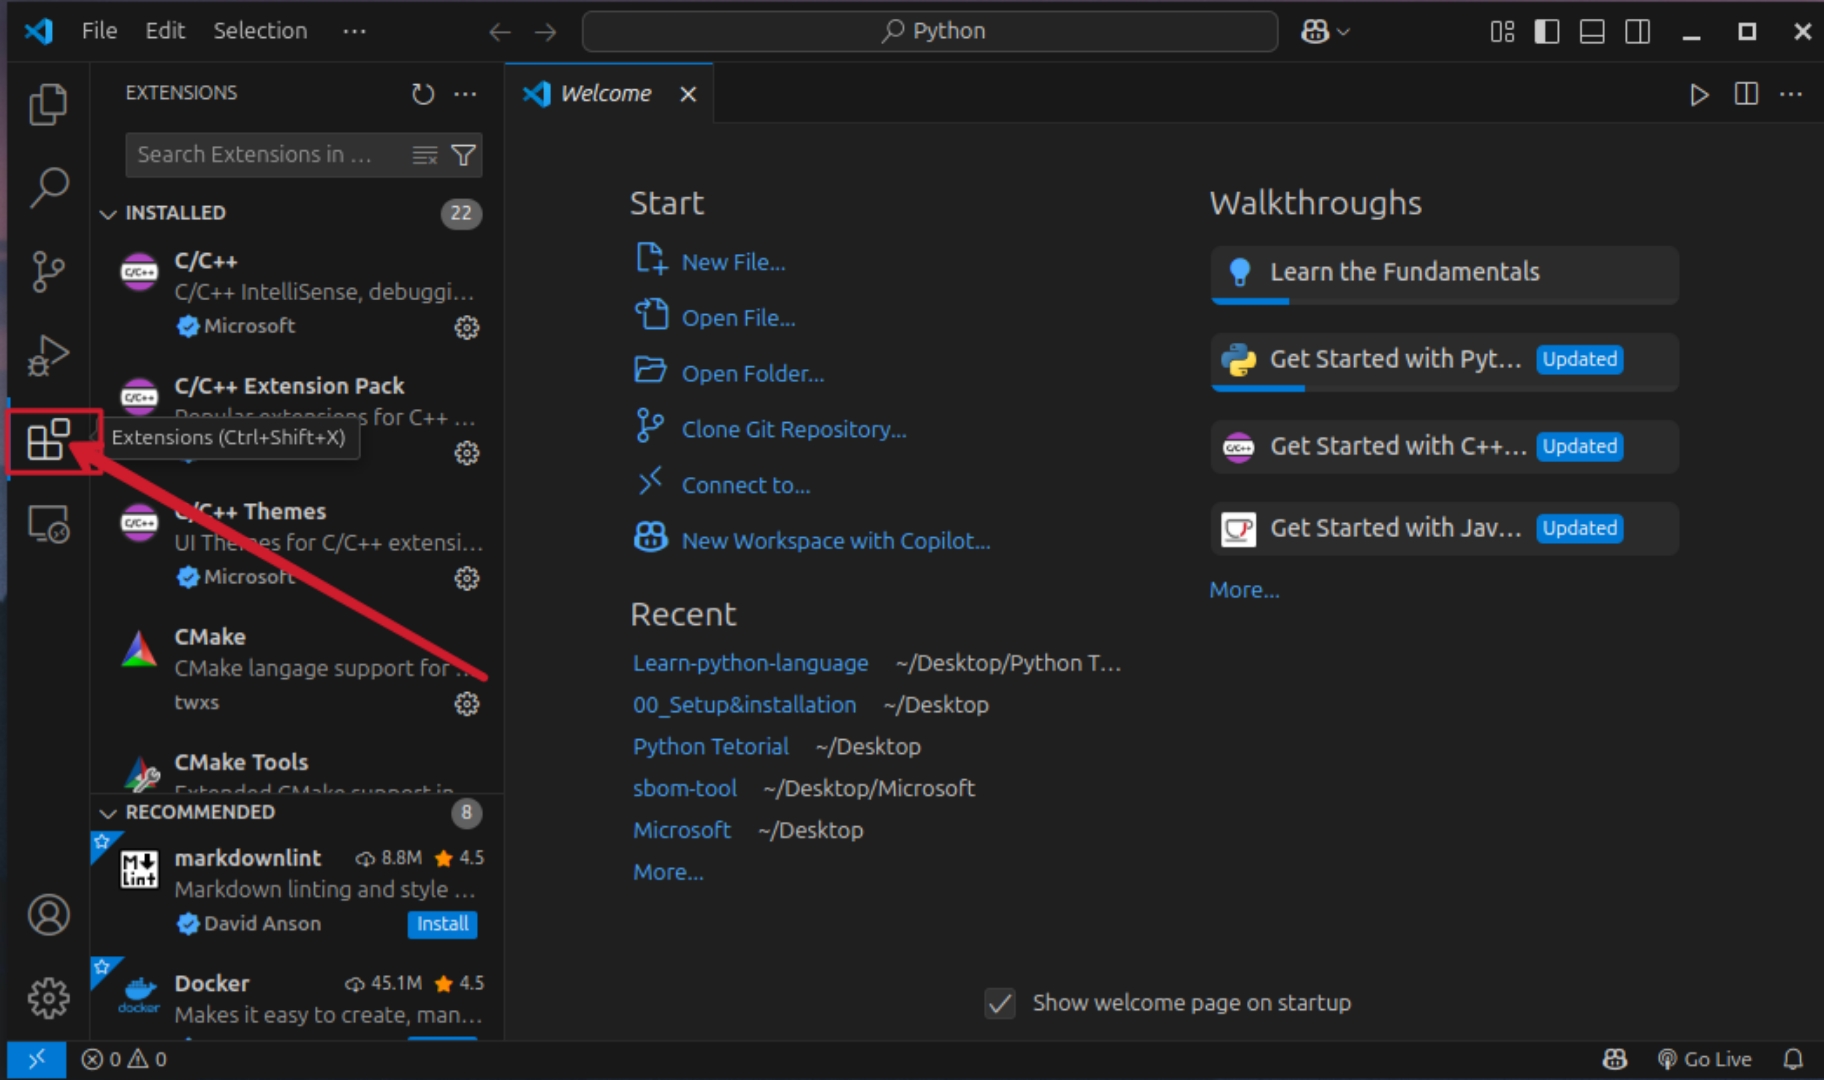 File Edit Selection ···
Python
EXTENSIONS
Search Extensions in ...
INSTALLED 22
C/C++
C/C++ IntelliSense, debuggi...
Microsoft
C/C++ Extension Pack
Popular extensions for C++ ...
Extensions (Ctrl+Shift+X)
C/C++ Themes
UI Themes for C/C++ extensi...
Microsoft
CMake
CMake langage support for ...
twxs
CMake Tools
Extended CMake support in
RECOMMENDED 8
markdownlint 8.8M 4.5
Markdown linting and style ...
David Anson Install
Docker 45.1M 4.5
Makes it easy to create, man...
Welcome
Start
New File...
Open File...
Open Folder...
Clone Git Repository...
Connect to...
New Workspace with Copilot...
Recent
Learn-python-language ~/Desktop/Python T...
00_Setup&installation ~/Desktop
Python Tetorial ~/Desktop
sbom-tool ~/Desktop/Microsoft
Microsoft ~/Desktop
More...
Walkthroughs
Learn the Fundamentals
Get Started with Pyt... Updated
Get Started with C++... Updated
Get Started with Jav... Updated
More...
Show welcome page on startup
0 0
Go Live